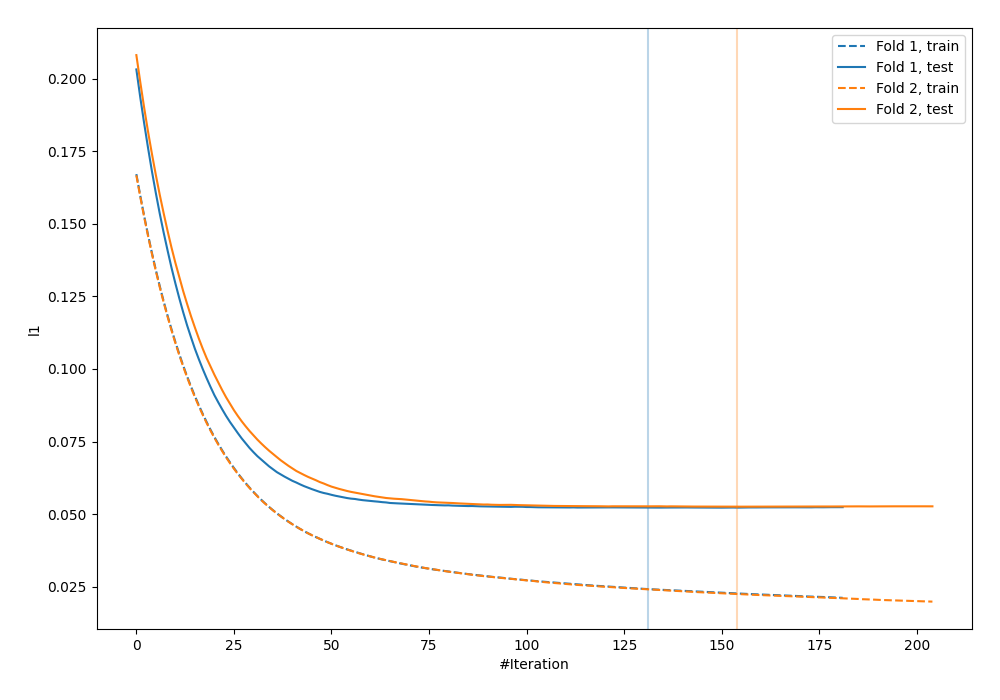 Fold 1, train
Fold 1, test
Fold 2, train
Fold 2, test
0.200
0.175
0.150
0.125
0.100
0.075
0.050
0.025
l1
0 25 50 75 100 125 150 175 200
#Iteration